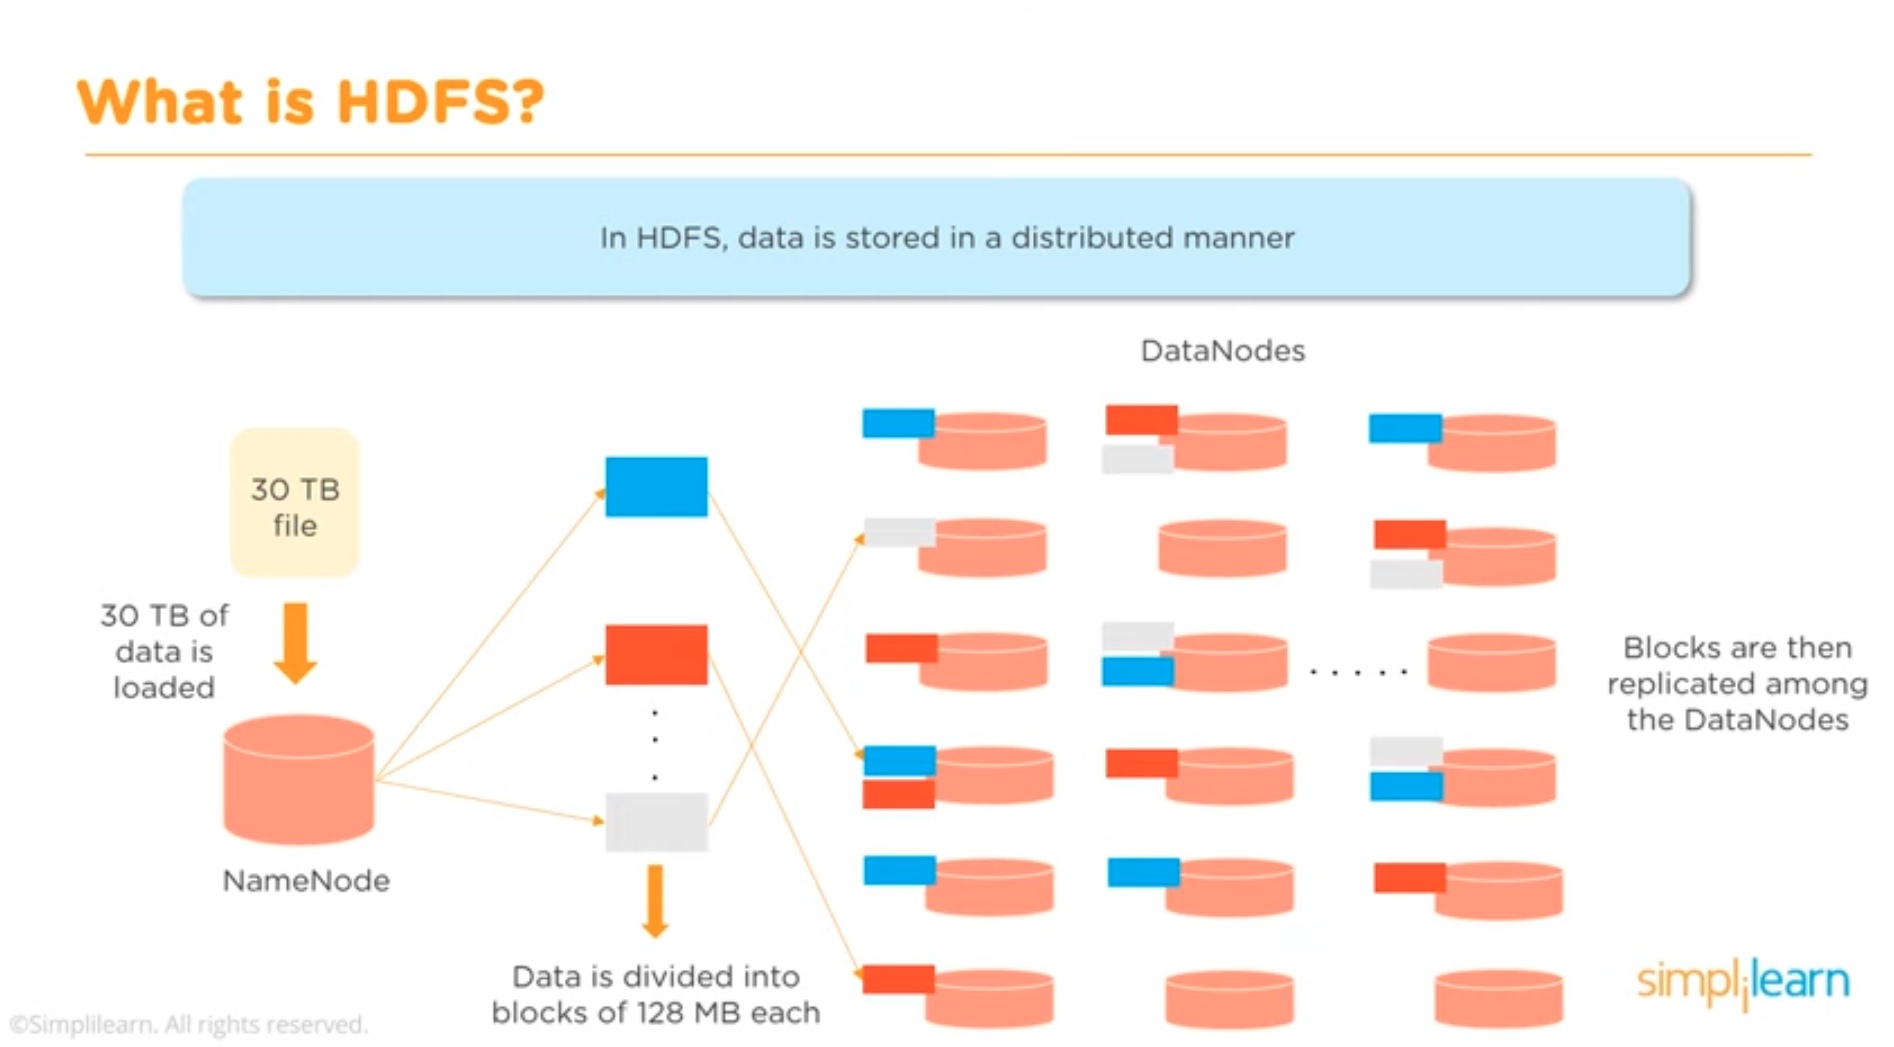 What is HDFS?
In HDFS, data is stored in a distributed manner
DataNodes
30 TB
file
30 TB of
data is
loaded
NameNode
Data is divided into
blocks of 128 MB each
Blocks are then
replicated among
the DataNodes
simplilearn
©Simplilearn. All rights reserved.